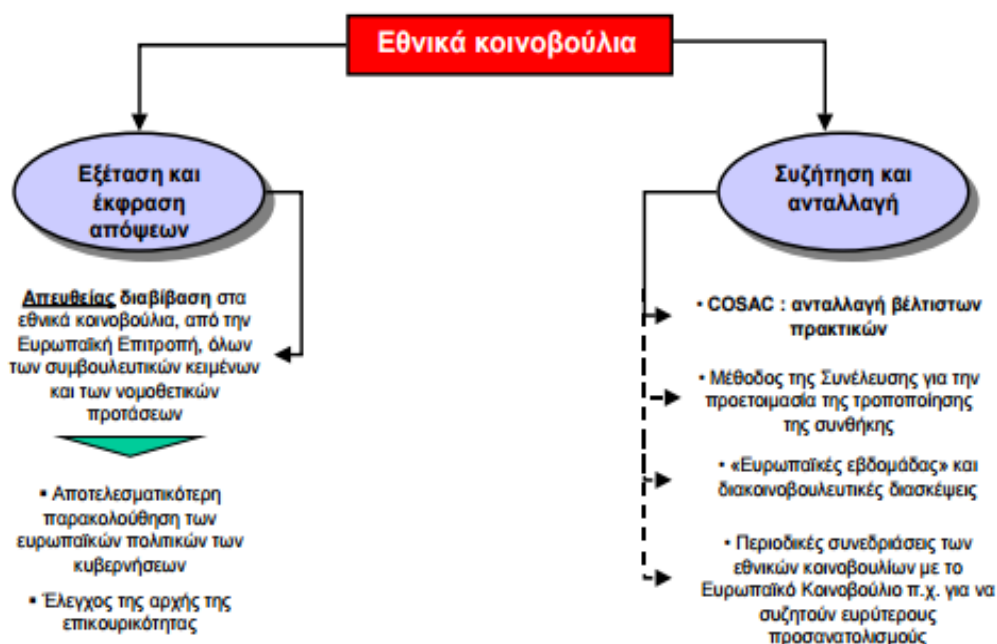 Εθνικά κοινοβούλια
Εξέταση και
έκφραση
απόψεων
Απευθείας διαβίβαση στα
εθνικά κοινοβούλια, από την
Ευρωπαϊκή Επιτροπή, όλων
των συμβουλευτικών κειμένων
και των νομοθετικών
προτάσεων
▪ Αποτελεσματικότερη
παρακολούθηση των
ευρωπαϊκών πολιτικών των
κυβερνήσεων
▪ Έλεγχος της αρχής της
επικουρικότητας
Συζήτηση και
ανταλλαγή
• COSAC : ανταλλαγή βέλτιστων
πρακτικών
• Μέθοδος της Συνέλευσης για την
προετοιμασία της τροποποίησης
της συνθήκης
• «Ευρωπαϊκές εβδομάδας» και
διακοινοβουλευτικές διασκέψεις
• Περιοδικές συνεδριάσεις των
εθνικών κοινοβουλίων με το
Ευρωπαϊκό Κοινοβούλιο π.χ. για να
συζητούν ευρύτερους
προσανατολισμούς